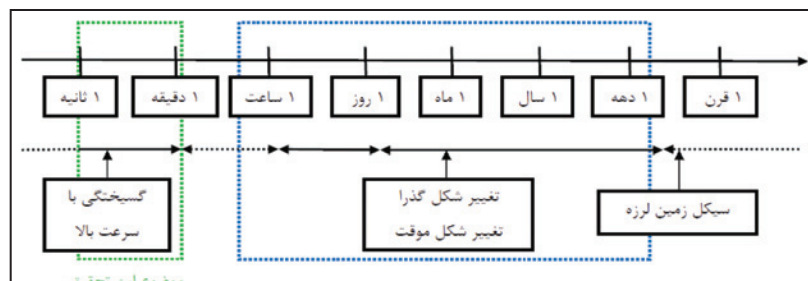 ۱ ثانیه
۱ دقیقه
۱ ساعت
۱ روز
۱ ماه
۱ سال
۱ دهه
۱ قرن
گسیختگی با
سرعت بالا
تغییر شکل گذرا
تغییر شکل موقت
سیکل زمین لرزه